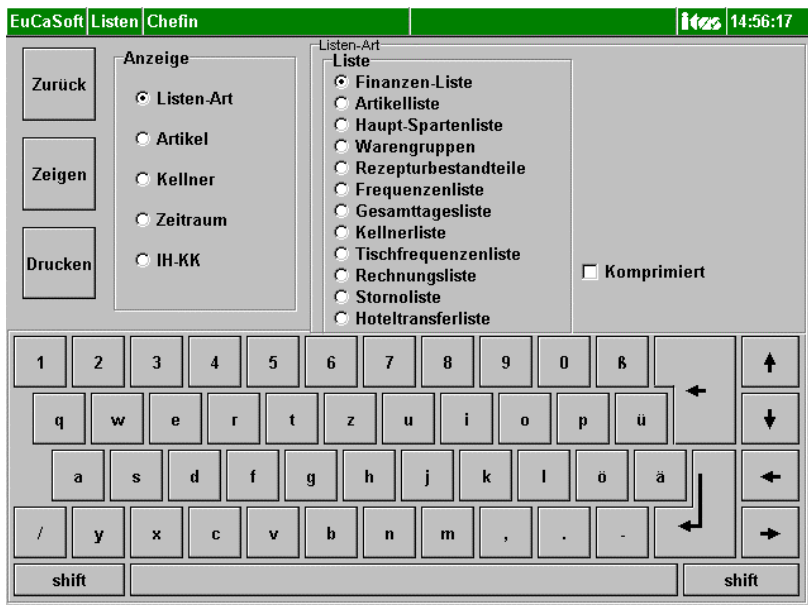 EuCaSoft Listen Chefin itos 14:56:17
Zurück
Zeigen
Drucken
Anzeige
Listen-Art
Artikel
Kellner
Zeitraum
IH-KK
Listen-Art
Liste
Finanzen-Liste
Artikelliste
Haupt-Spartenliste
Warengruppen
Rezepturbestandteile
Frequenzenliste
Gesamttagesliste
Kellnerliste
Tischfrequenzenliste
Rechnungsliste
Stornoliste
Hoteltransferliste
Komprimiert
1 2 3 4 5 6 7 8 9 0 ß
q w e r t z u i o p ü
a s d f g h j k l ö ä
/ y x c v b n m , . -
shift shift